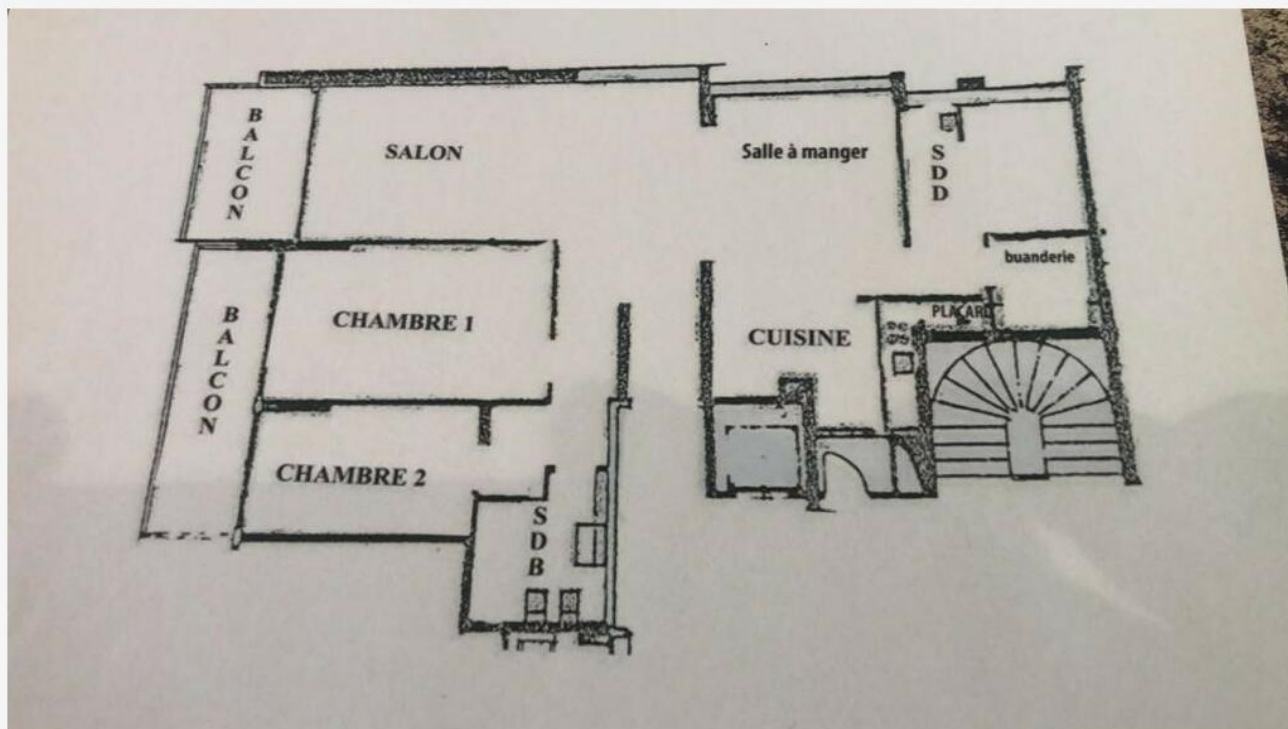 BALCON
SALON
Salle à manger
SDD
buanderie
BALCON
CHAMBRE 1
CUISINE
PLACARD
CHAMBRE 2
SDB